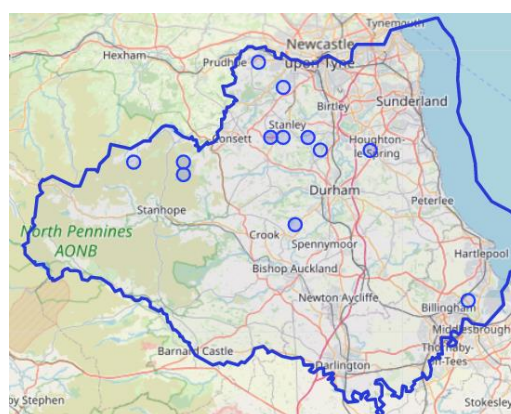 Tynemouth
Newcastle
upon Tyne
Hexham
Prudhoe
Birtley
Sunderland
Stanley
Consett
Houghton-
le-Spring
Durham
Peterlee
Stanhope
North Pennines
AONB
Crook
Spennymoor
Hartlepool
Bishop Auckland
Newton Aycliffe
Billingham
Middlesbrough
Barnard Castle
Thornaby-
on-Tees
Darlington
by Stephen
Stokesley